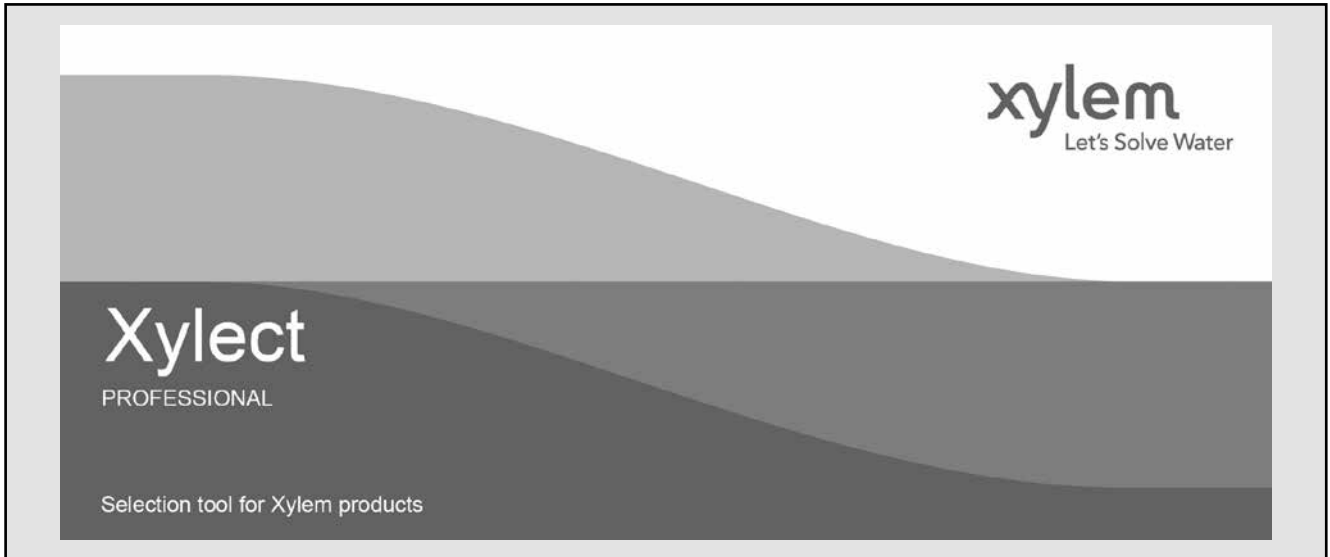 xylem
Let's Solve Water
Xylect
PROFESSIONAL
Selection tool for Xylem products